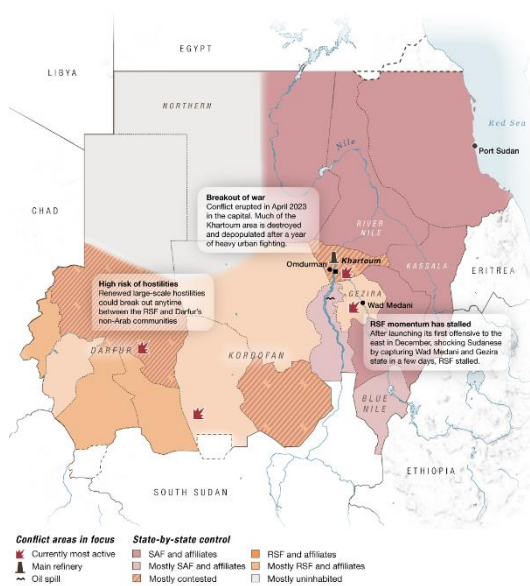 EGYPT
LIBYA
NORTHERN
Red Sea
Nile
Port Sudan
Breakout of war
Conflict erupted in April 2023
in the capital. Much of the
Khartoum area is destroyed
and depopulated after a year
of heavy urban fighting.
CHAD
RIVER
NILE
Omdurman
Khartoum
KASSALA
ERITREA
High risk of hostilities
Renewed large-scale hostilities
could break out anytime
between the RSF and Darfur's
non-Arab communities
GEZIRA
Wad Medani
RSF momentum has stalled
After launching its first offensive to the
east in December, shocking Sudanese
by capturing Wad Medani and Gezira
state in a few days, RSF stalled.
DARFUR
KORDOFAN
BLUE
NILE
ETHIOPIA
SOUTH SUDAN
Conflict areas in focus
Currently most active
Main refinery
Oil spill
State-by-state control
SAF and affiliates
Mostly SAF and affiliates
Mostly contested
RSF and affiliates
Mostly RSF and affiliates
Mostly uninhabited